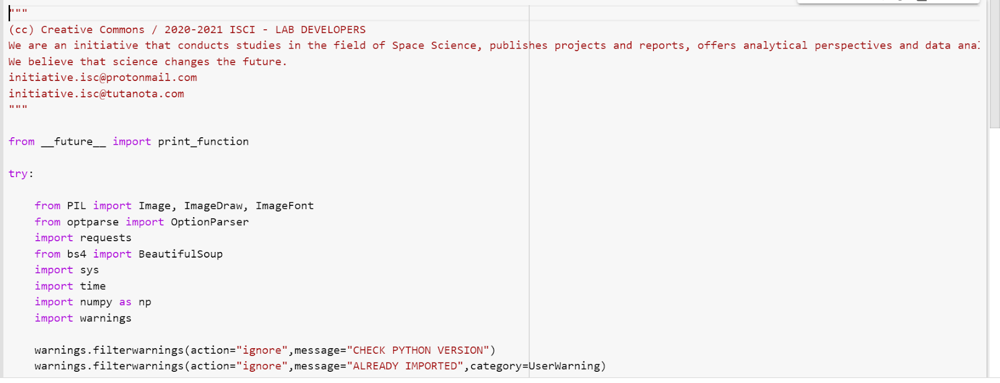 """
(cc) Creative Commons / 2020-2021 ISCI - LAB DEVELOPERS
We are an initiative that conducts studies in the field of Space Science, publishes projects and reports, offers analytical perspectives and data
We believe that science changes the future.
initiative.isc@protonmail.com
initiative.isc@tutanota.com
"""
from __future__ import print_function
try:
    from PIL import Image, ImageDraw, ImageFont
    from optparse import OptionParser
    import requests
    from bs4 import BeautifulSoup
    import sys
    import time
    import numpy as np
    import warnings
    warnings.filterwarnings(action="ignore",message="CHECK PYTHON VERSION")
    warnings.filterwarnings(action="ignore",message="ALREADY IMPORTED",category=UserWarning)